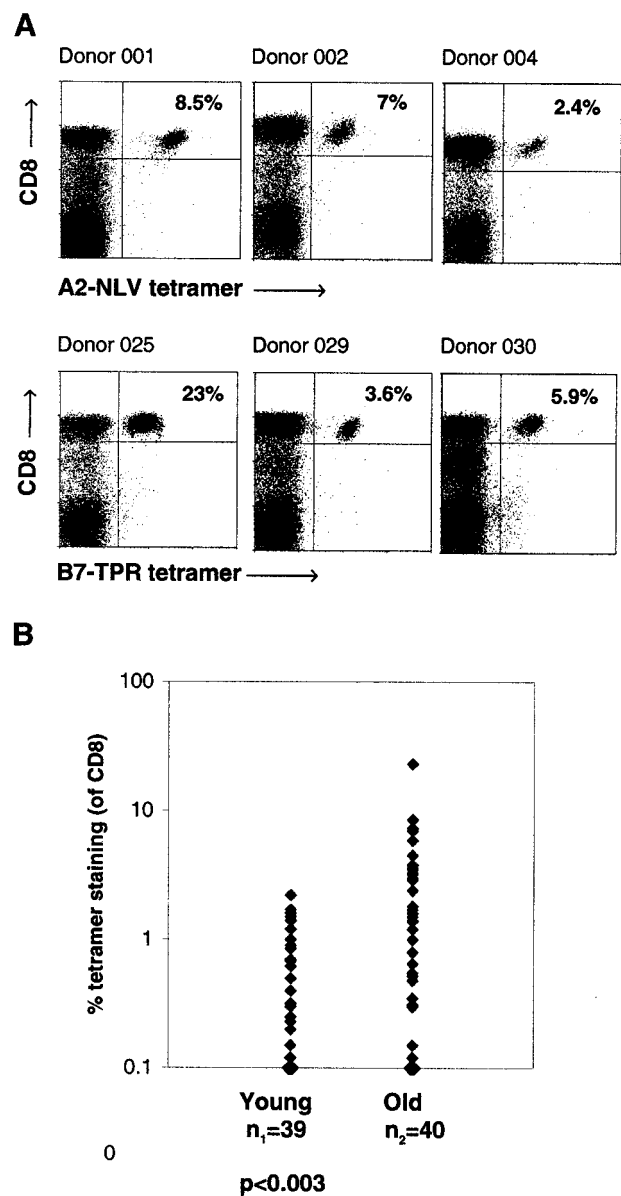 A
Donor 001 Donor 002 Donor 004
8.5% 7% 2.4%
CD8
A2-NLV tetramer
Donor 025 Donor 029 Donor 030
23% 3.6% 5.9%
CD8
B7-TPR tetramer
B
% tetramer staining (of CD8)
100
10
1
0.1
0
Young Old
n₁=39 n₂=40
p<0.003